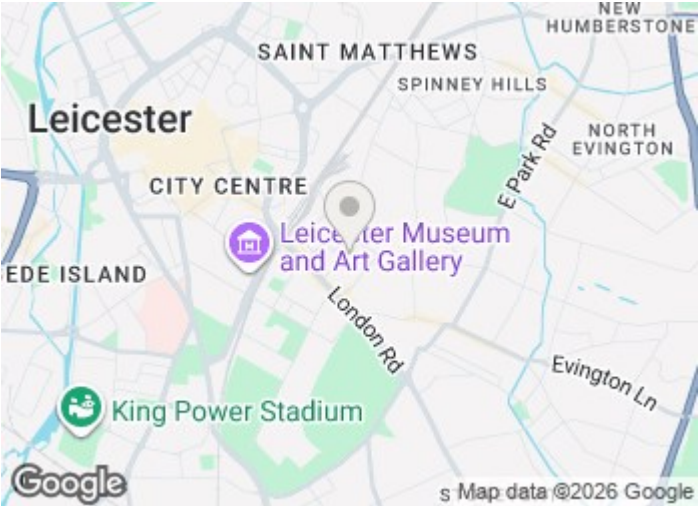 NEW
HUMBERSTONE
SAINT MATTHEWS
SPINNEY HILLS
Leicester
NORTH
EVINGTON
E Park Rd
CITY CENTRE
Leicester Museum
and Art Gallery
EDE ISLAND
London Rd
Evington Ln
King Power Stadium
Google
Map data ©2026 Google